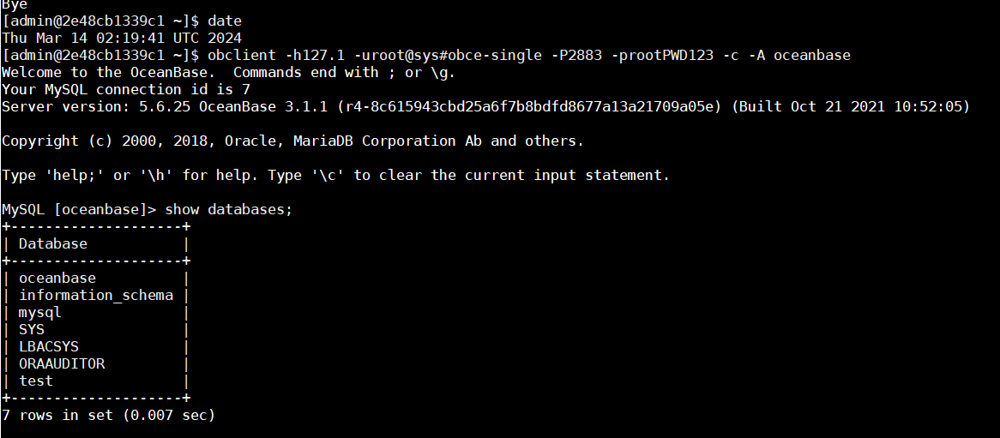 Bye
[admin@2e48cb1339c1 ~]$ date
Thu Mar 14 02:19:41 UTC 2024
[admin@2e48cb1339c1 ~]$ obclient -h127.1 -uroot@sys#obce-single -P2883 -prootPWD123 -c -A oceanbase
Welcome to the OceanBase.  Commands end with ; or \g.
Your MySQL connection id is 7
Server version: 5.6.25 OceanBase 3.1.1 (r4-8c615943cbd25a6f7b8bdfd8677a13a21709a05e) (Built Oct 21 2021 10:52:05)

Copyright (c) 2000, 2018, Oracle, MariaDB Corporation Ab and others.

Type 'help;' or '\h' for help. Type '\c' to clear the current input statement.

MySQL [oceanbase]> show databases;
+--------------------+
| Database           |
+--------------------+
| oceanbase          |
| information_schema |
| mysql              |
| SYS                |
| LBACSYS            |
| ORAAUDITOR         |
| test               |
+--------------------+
7 rows in set (0.007 sec)